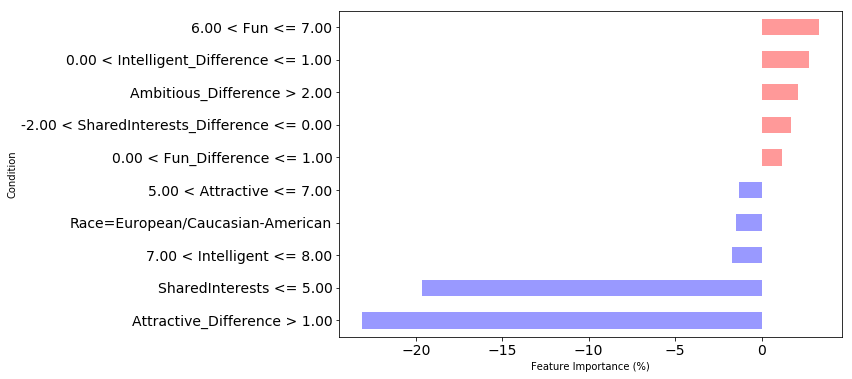 6.00 < Fun <= 7.00
0.00 < Intelligent_Difference <= 1.00
Ambitious_Difference > 2.00
-2.00 < SharedInterests_Difference <= 0.00
0.00 < Fun_Difference <= 1.00
5.00 < Attractive <= 7.00
Race=European/Caucasian-American
7.00 < Intelligent <= 8.00
SharedInterests <= 5.00
Attractive_Difference > 1.00
Condition
−20 −15 −10 −5 0
Feature Importance (%)